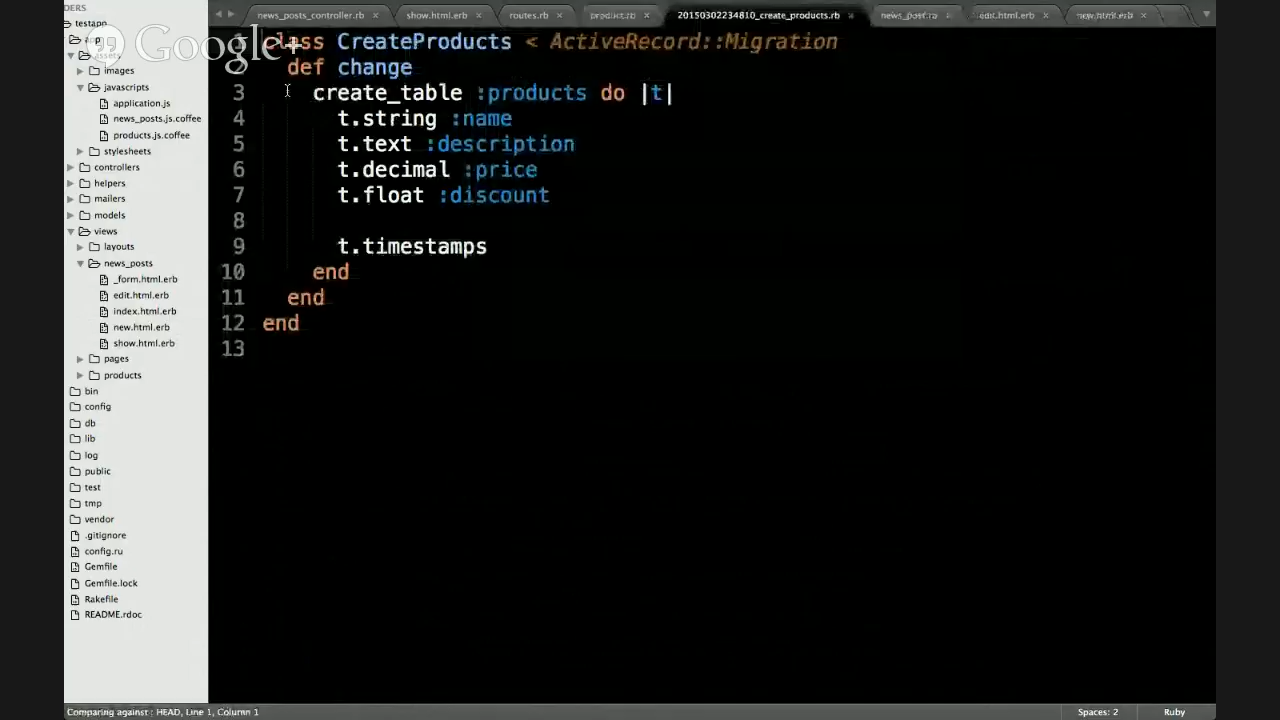 news_posts_controller.rb × show.html.erb × routes.rb × product.rb × 20150302234810_create_products.rb × news_post.rb × edit.html.erb × new.html.erb ×
Google+
testapp
app
assets
images
javascripts
application.js
news_posts.js.coffee
products.js.coffee
stylesheets
controllers
helpers
mailers
models
views
layouts
news_posts
_form.html.erb
edit.html.erb
index.html.erb
new.html.erb
show.html.erb
pages
products
bin
config
db
lib
log
public
test
tmp
vendor
.gitignore
config.ru
Gemfile
Gemfile.lock
Rakefile
README.rdoc
class CreateProducts < ActiveRecord::Migration
2 def change
3 create_table :products do |t|
4 t.string :name
5 t.text :description
6 t.decimal :price
7 t.float :discount
8
9 t.timestamps
10 end
11 end
12 end
13
Comparing against : HEAD, Line 1, Column 1 Spaces: 2 Ruby